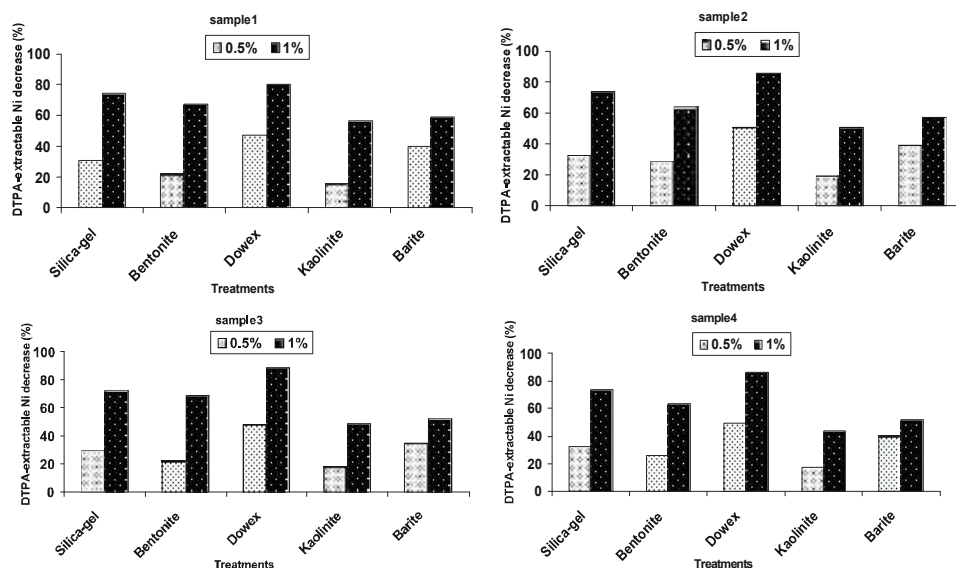 sample1
0.5% 1%
DTPA-extractable Ni decrease (%)
100
80
60
40
20
0
Silica-gel
Bentonite
Dowex
Kaolinite
Barite
Treatments
sample2
0.5% 1%
DTPA-extractable Ni decrease (%)
100
80
60
40
20
0
Silica-gel
Bentonite
Dowex
Kaolinite
Barite
Treatments
sample3
0.5% 1%
DTPA-extractable Ni decrease (%)
100
80
60
40
20
0
Silica-gel
Bentonite
Dowex
Kaolinite
Barite
Treatments
sample4
0.5% 1%
DTPA-extractable Ni decrease (%)
100
80
60
40
20
0
Silica-gel
Bentonite
Dowex
Kaolinite
Barite
Treatments